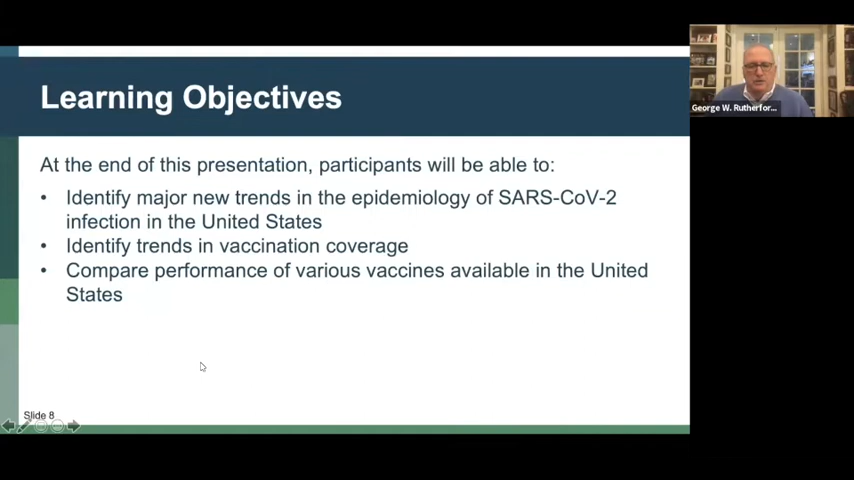 Learning Objectives
George W. Rutherfor...
At the end of this presentation, participants will be able to:
• Identify major new trends in the epidemiology of SARS-CoV-2
infection in the United States
• Identify trends in vaccination coverage
• Compare performance of various vaccines available in the United
States
Slide 8